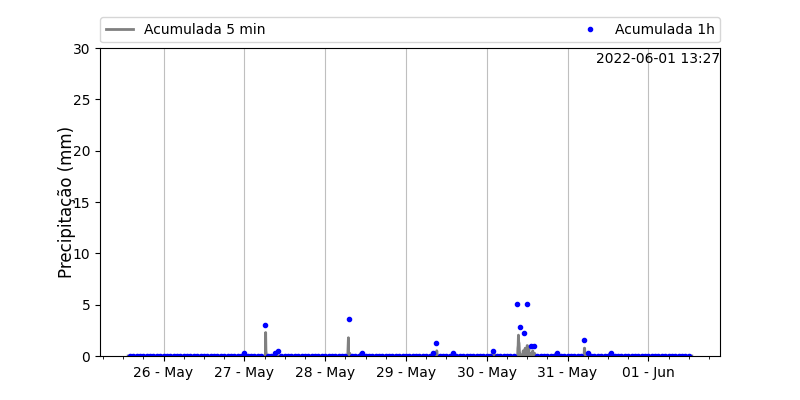 Acumulada 5 min Acumulada 1h
2022-06-01 13:27
Precipitação (mm)
30
25
20
15
10
5
0
26 - May 27 - May 28 - May 29 - May 30 - May 31 - May 01 - Jun